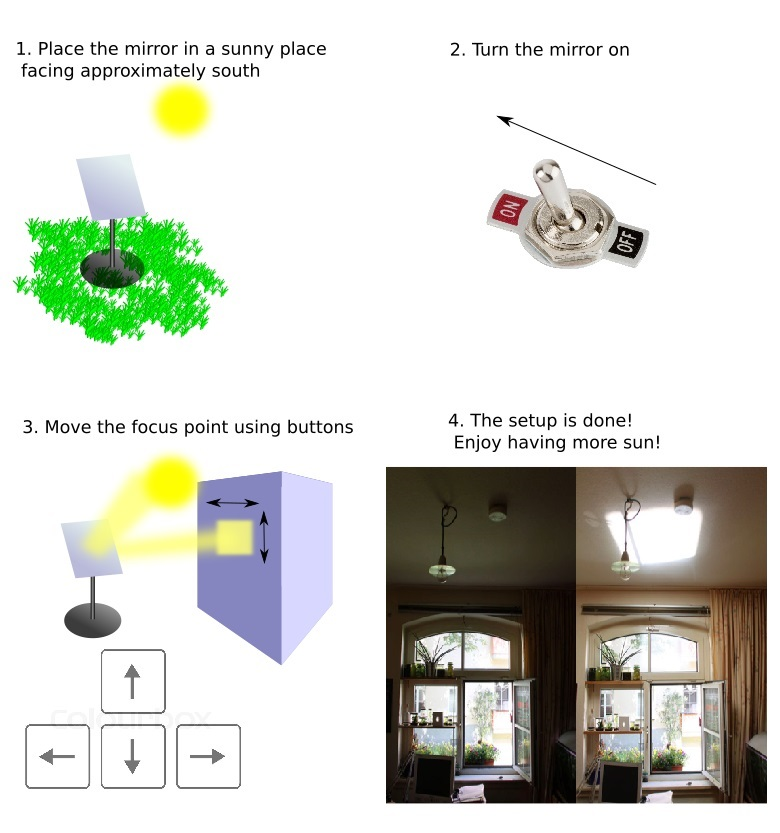 1. Place the mirror in a sunny place
facing approximately south
2. Turn the mirror on
ON
OFF
3. Move the focus point using buttons
colourbox
4. The setup is done!
Enjoy having more sun!